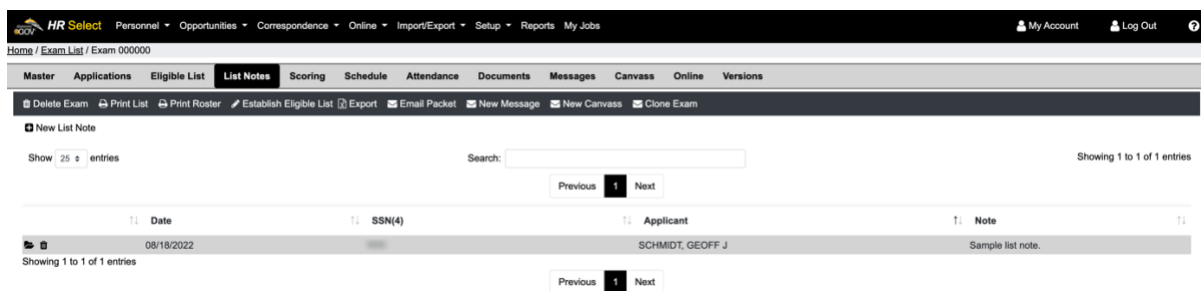 eGOV HR Select Personnel Opportunities Correspondence Online Import/Export Setup Reports My Jobs My Account Log Out ?
Home / Exam List / Exam 000000
Master Applications Eligible List List Notes Scoring Schedule Attendance Documents Messages Canvass Online Versions
Delete Exam Print List Print Roster Establish Eligible List Export Email Packet New Message New Canvass Clone Exam
New List Note
Show 25 entries Search: Showing 1 to 1 of 1 entries
Previous 1 Next
Date SSN(4) Applicant Note
08/18/2022 SCHMIDT, GEOFF J Sample list note.
Showing 1 to 1 of 1 entries
Previous 1 Next